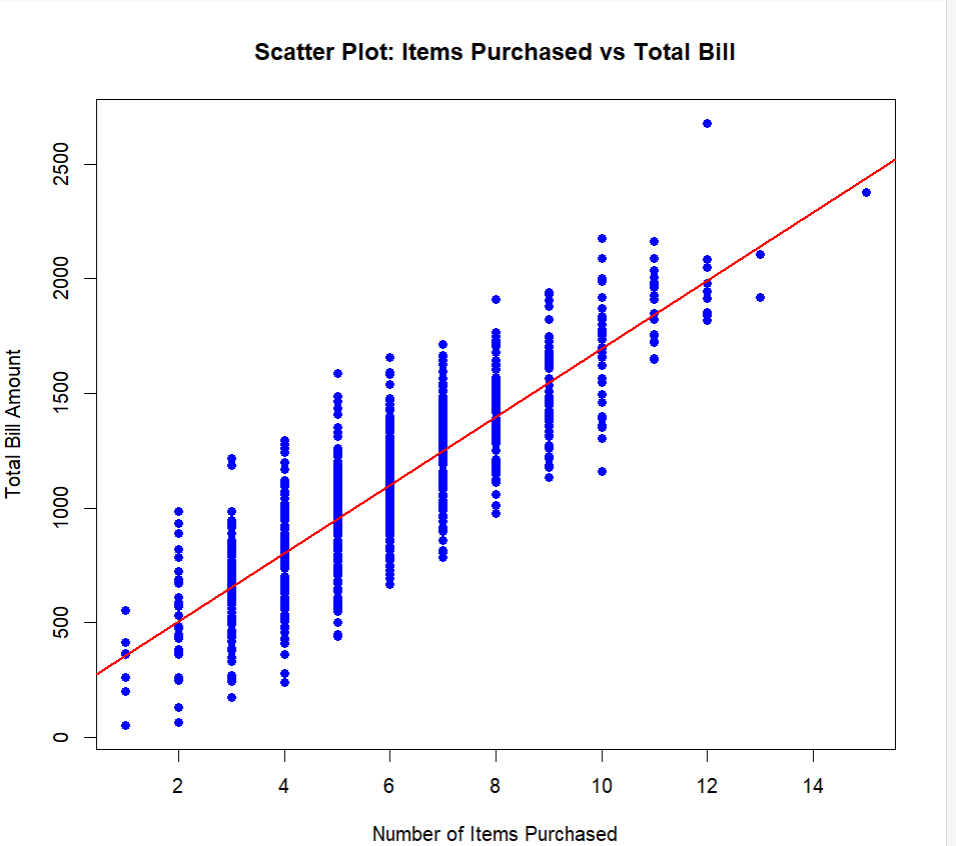 Scatter Plot: Items Purchased vs Total Bill
Total Bill Amount
2500
2000
1500
1000
500
0
2 4 6 8 10 12 14
Number of Items Purchased